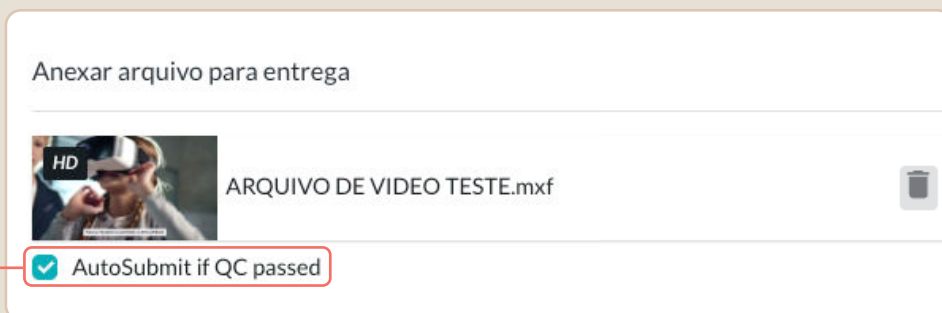 Anexar arquivo para entrega
HD
ARQUIVO DE VIDEO TESTE.mxf
AutoSubmit if QC passed